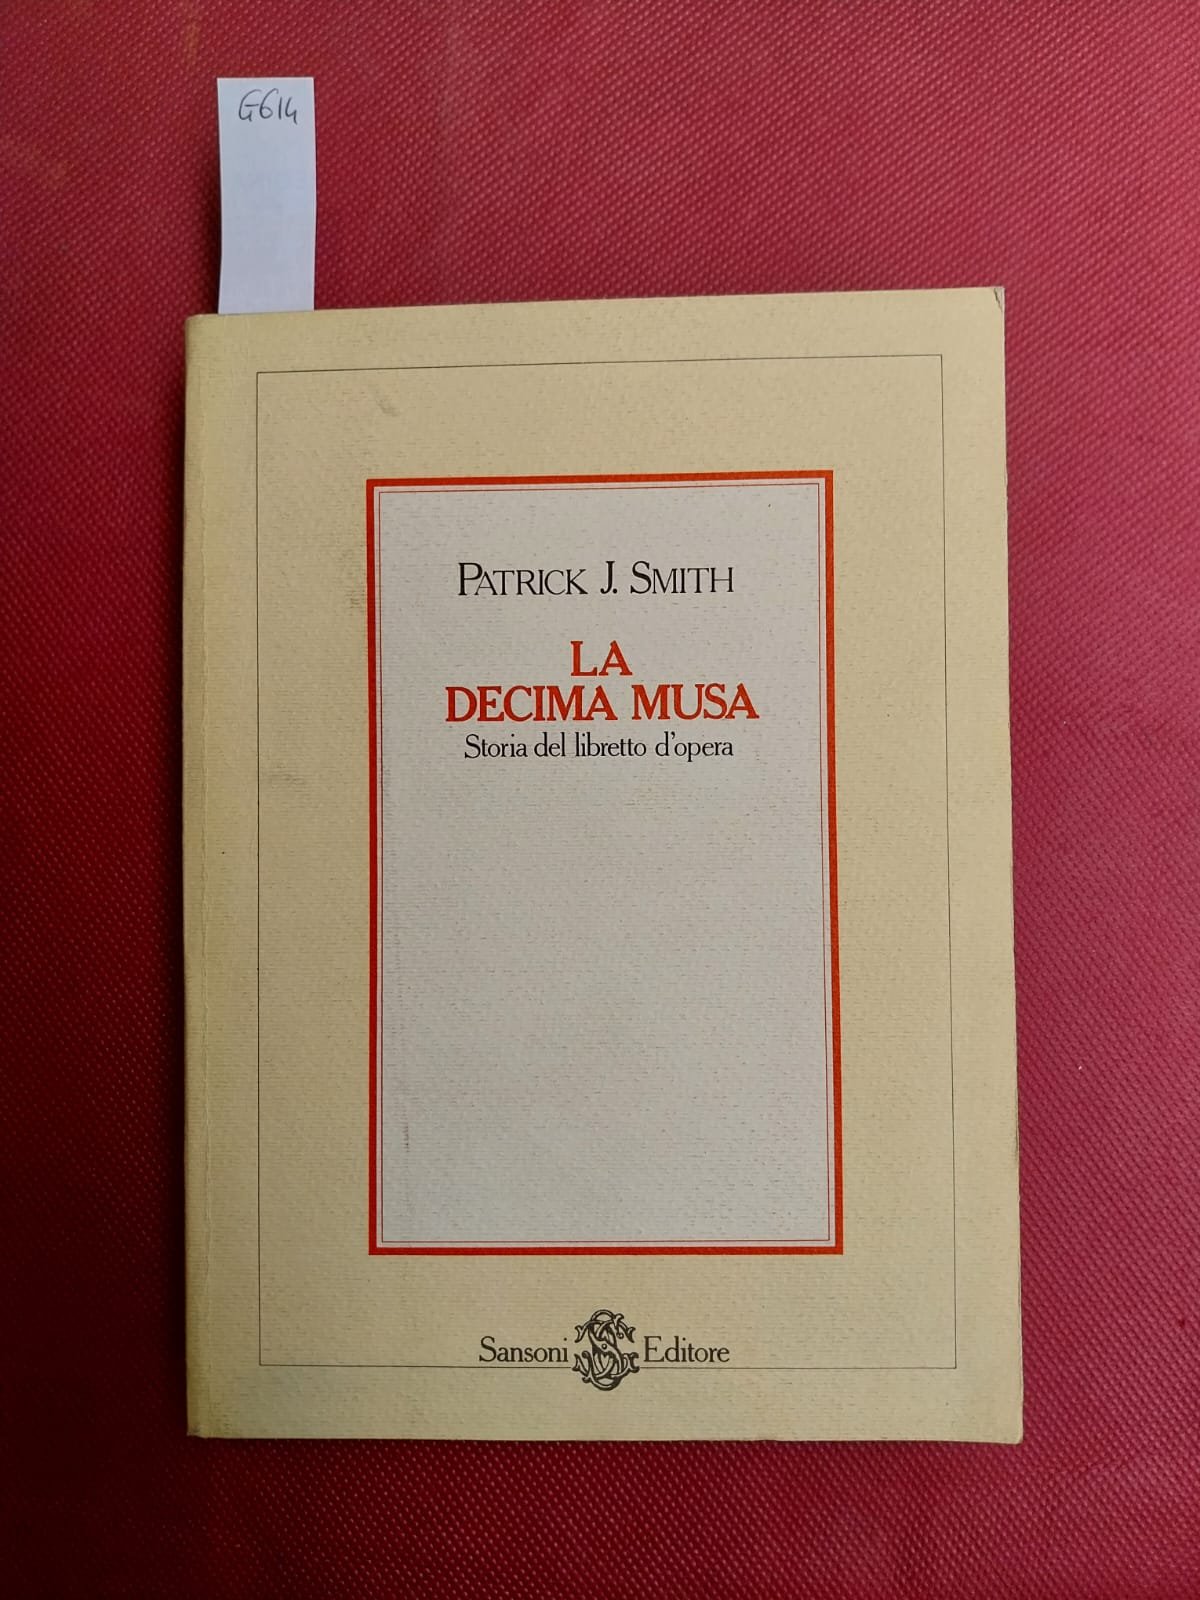 G614
PATRICK J. SMITH
LA
DECIMA MUSA
Storia del libretto d'opera
Sansoni Editore